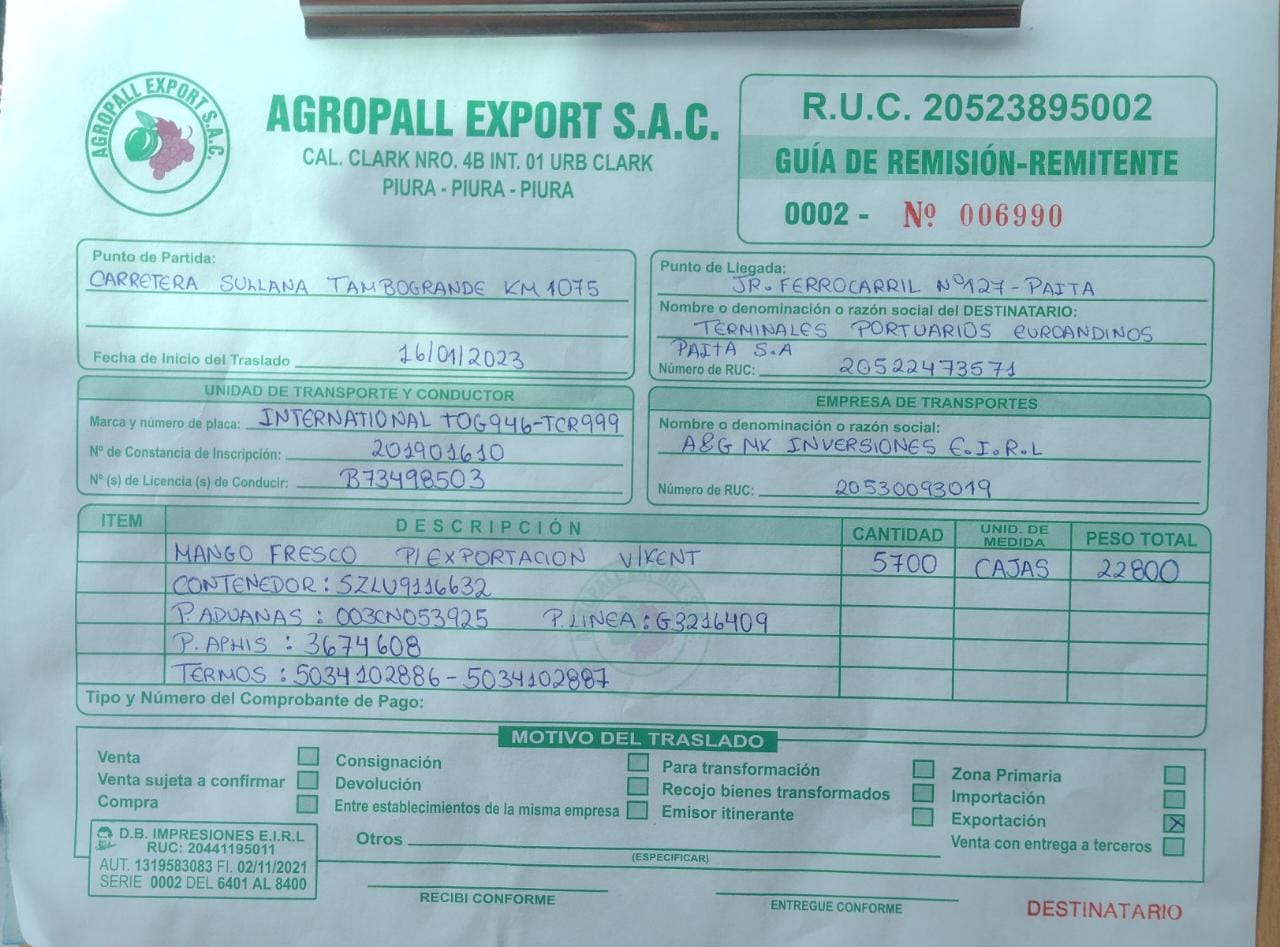 AGROPALL EXPORT S.A.C.
AGROPALL EXPORT S.A.C.
CAL. CLARK NRO. 4B INT. 01 URB CLARK
PIURA - PIURA - PIURA
R.U.C. 20523895002
GUÍA DE REMISIÓN-REMITENTE
0002 - Nº 006990
Punto de Partida:
CARRETERA SULLANA TAMBOGRANDE KM 1075
Fecha de Inicio del Traslado 16/01/2023
Punto de Llegada:
JR. FERROCARRIL Nº127 - PAITA
Nombre o denominación o razón social del DESTINATARIO:
TERMINALES PORTUARIOS EUROANDINOS
PAITA S.A
Número de RUC: 20522473571
UNIDAD DE TRANSPORTE Y CONDUCTOR
Marca y número de placa: INTERNATIONAL TOG946-TCR999
Nº de Constancia de Inscripción: 201901610
Nº (s) de Licencia (s) de Conducir: B73498503
EMPRESA DE TRANSPORTES
Nombre o denominación o razón social:
A&G NK INVERSIONES E.I.R.L
Número de RUC: 20530093019
ITEM DESCRIPCIÓN CANTIDAD UNID. DE MEDIDA PESO TOTAL
MANGO FRESCO P/EXPORTACION V/KENT 5700 CAJAS 22800
CONTENEDOR: SZLU9116632
P. ADUANAS: 003CN053925 P. LINEA: G3216409
P. APHIS: 3674608
TERMOS: 5034102886 - 5034102887
AGROPALL EXPORT S.A.C.
Tipo y Número del Comprobante de Pago:
MOTIVO DEL TRASLADO
Venta
Venta sujeta a confirmar
Compra
Consignación
Devolución
Entre establecimientos de la misma empresa
Para transformación
Recojo bienes transformados
Emisor itinerante
Zona Primaria
Importación
Exportación X
Venta con entrega a terceros
Otros
(ESPECIFICAR)
D.B. IMPRESIONES E.I.R.L
RUC: 20441195011
AUT. 1319583083 FI. 02/11/2021
SERIE 0002 DEL 6401 AL 8400
RECIBI CONFORME
ENTREGUE CONFORME
DESTINATARIO